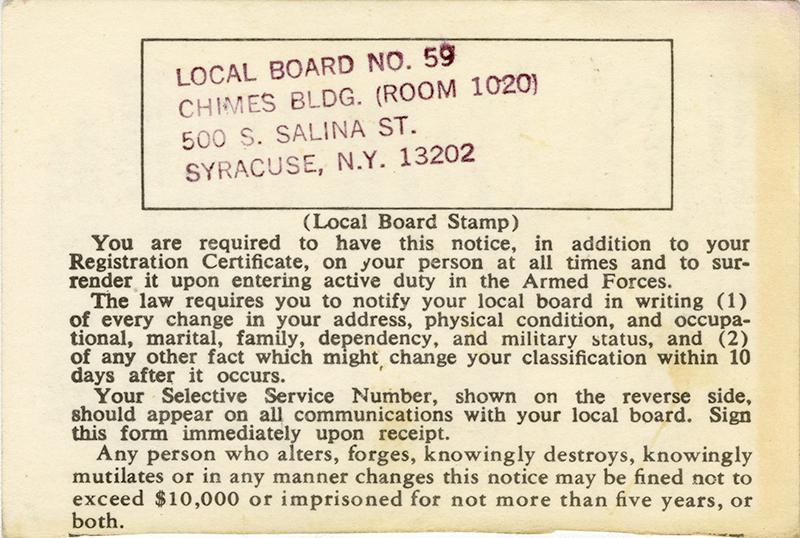 LOCAL BOARD NO. 59
CHIMES BLDG. (ROOM 1020)
500 S. SALINA ST.
SYRACUSE, N.Y. 13202
(Local Board Stamp)
You are required to have this notice, in addition to your
Registration Certificate, on your person at all times and to sur-
render it upon entering active duty in the Armed Forces.
The law requires you to notify your local board in writing (1)
of every change in your address, physical condition, and occupa-
tional, marital, family, dependency, and military status, and (2)
of any other fact which might change your classification within 10
days after it occurs.
Your Selective Service Number, shown on the reverse side,
should appear on all communications with your local board. Sign
this form immediately upon receipt.
Any person who alters, forges, knowingly destroys, knowingly
mutilates or in any manner changes this notice may be fined not to
exceed $10,000 or imprisoned for not more than five years, or
both.